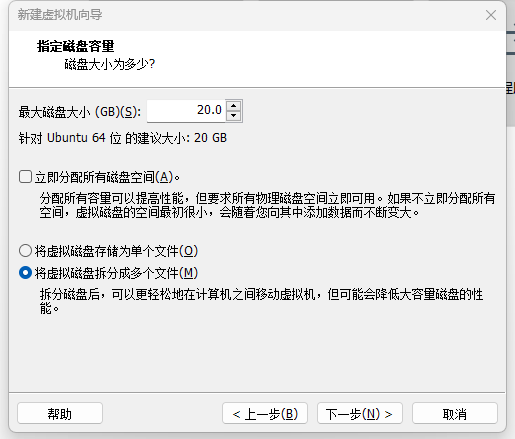 新建虚拟机向导
指定磁盘容量
磁盘大小为多少?
最大磁盘大小 (GB)(S): 20.0
针对 Ubuntu 64 位 的建议大小: 20 GB
立即分配所有磁盘空间(A)。
分配所有容量可以提高性能，但要求所有物理磁盘空间立即可用。如果不立即分配所有
空间，虚拟磁盘的空间最初很小，会随着您向其中添加数据而不断变大。
将虚拟磁盘存储为单个文件(O)
将虚拟磁盘拆分成多个文件(M)
拆分磁盘后，可以更轻松地在计算机之间移动虚拟机，但可能会降低大容量磁盘的性
能。
帮助 < 上一步(B) 下一步(N) > 取消